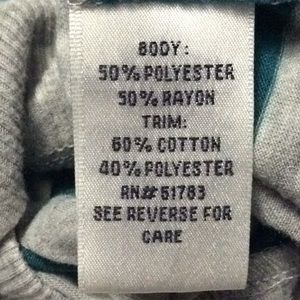 BODY:
50% POLYESTER
50% RAYON
TRIM:
60% COTTON
40% POLYESTER
RN# 51783
SEE REVERSE FOR
CARE